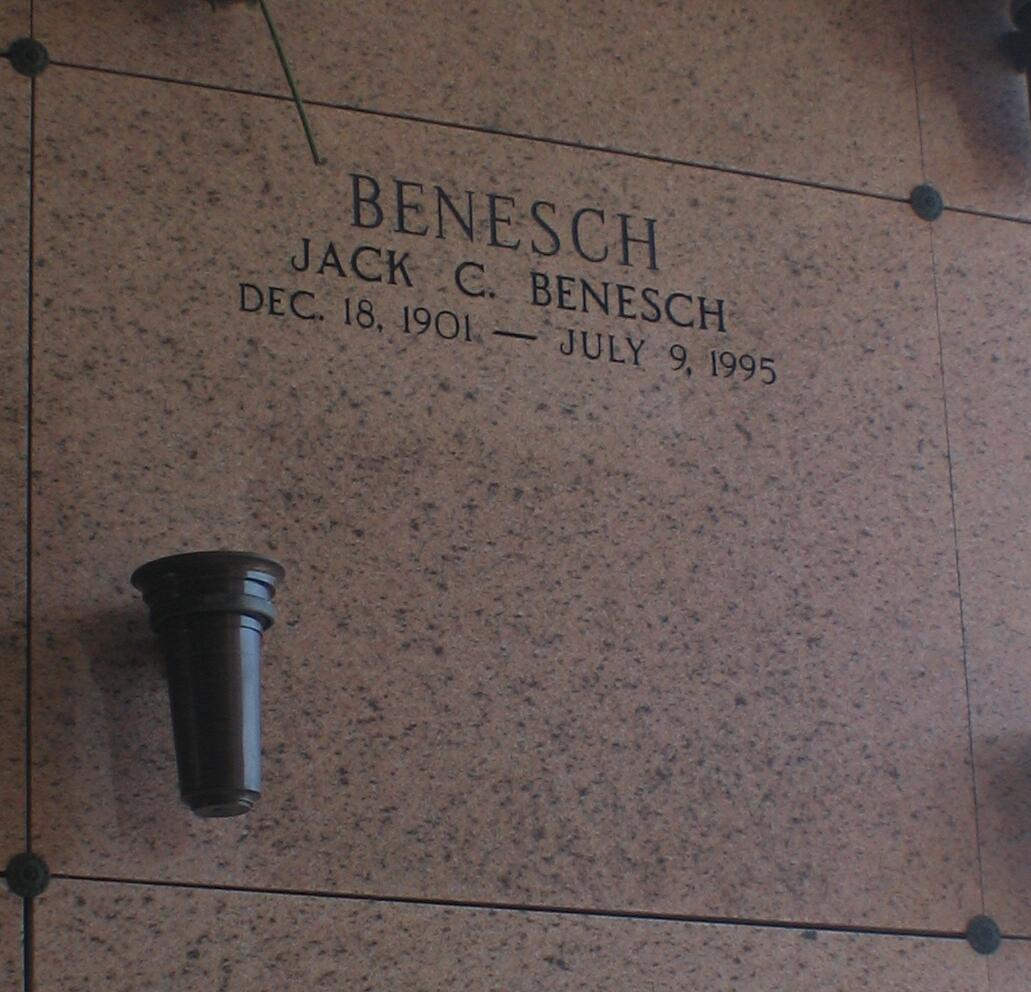 BENESCH
JACK C. BENESCH
DEC. 18, 1901 — JULY 9, 1995